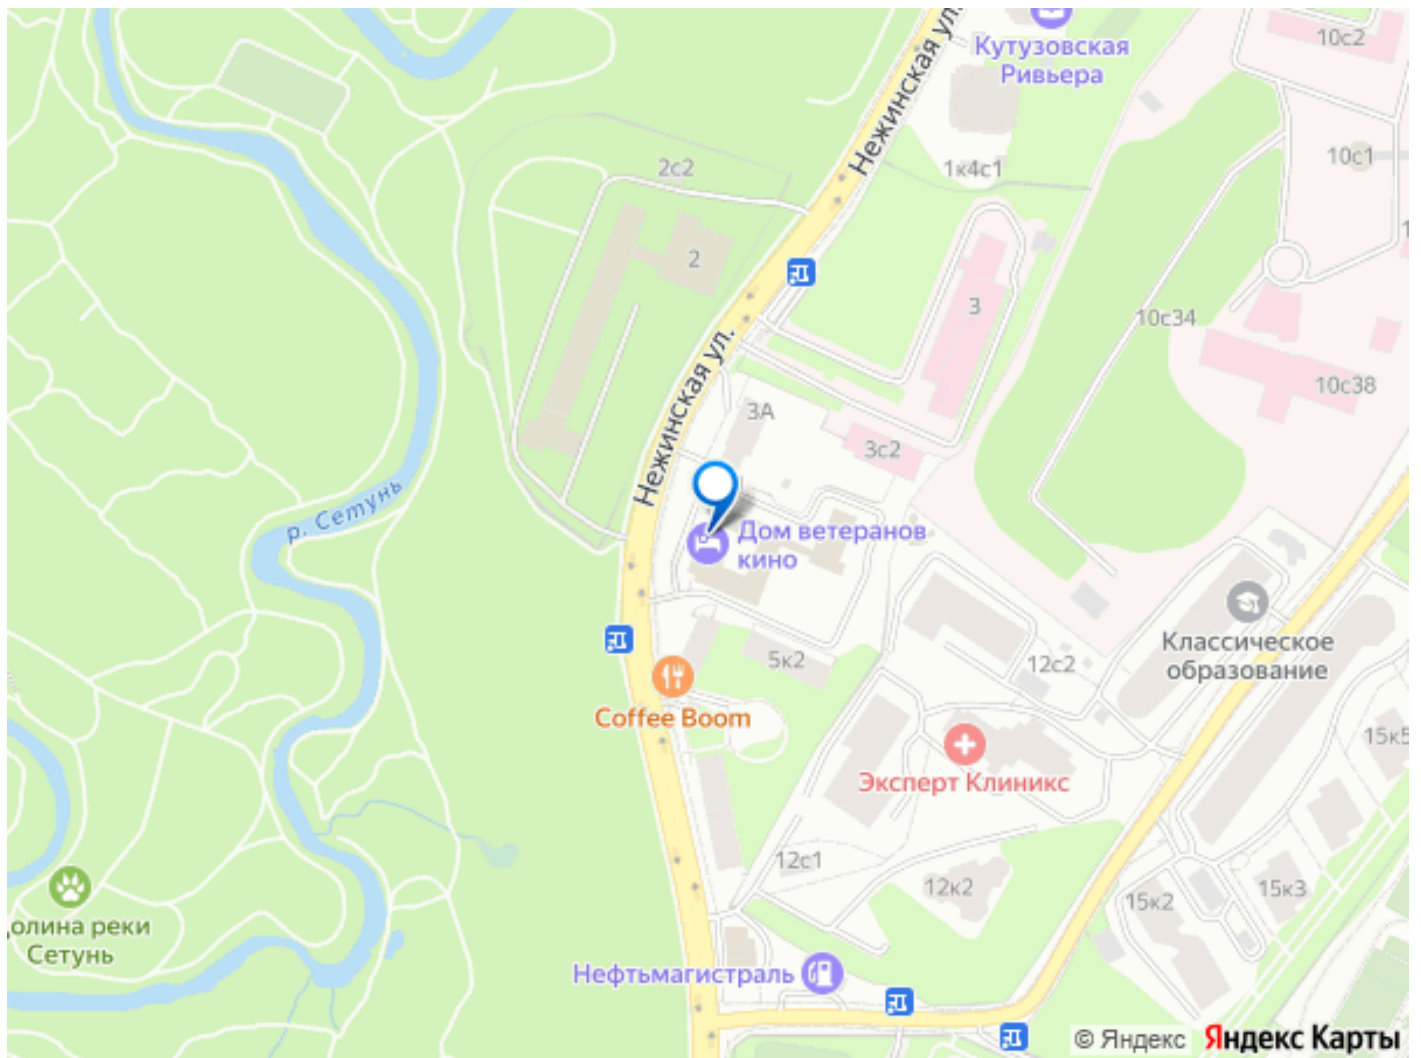 Нежинская ул.
Кутузовская
Ривьера
10с2
10с1
1к4с1
2с2
2
3
10с34
10с38
Нежинская ул.
3А
3с2
р. Сетунь
Дом ветеранов
кино
Классическое
образование
5к2
12с2
Coffee Boom
15к5
Эксперт Клиникс
12с1
12к2
15к3
15к2
олина реки
Сетунь
Нефтьмагистраль
© Яндекс Яндекс Карты